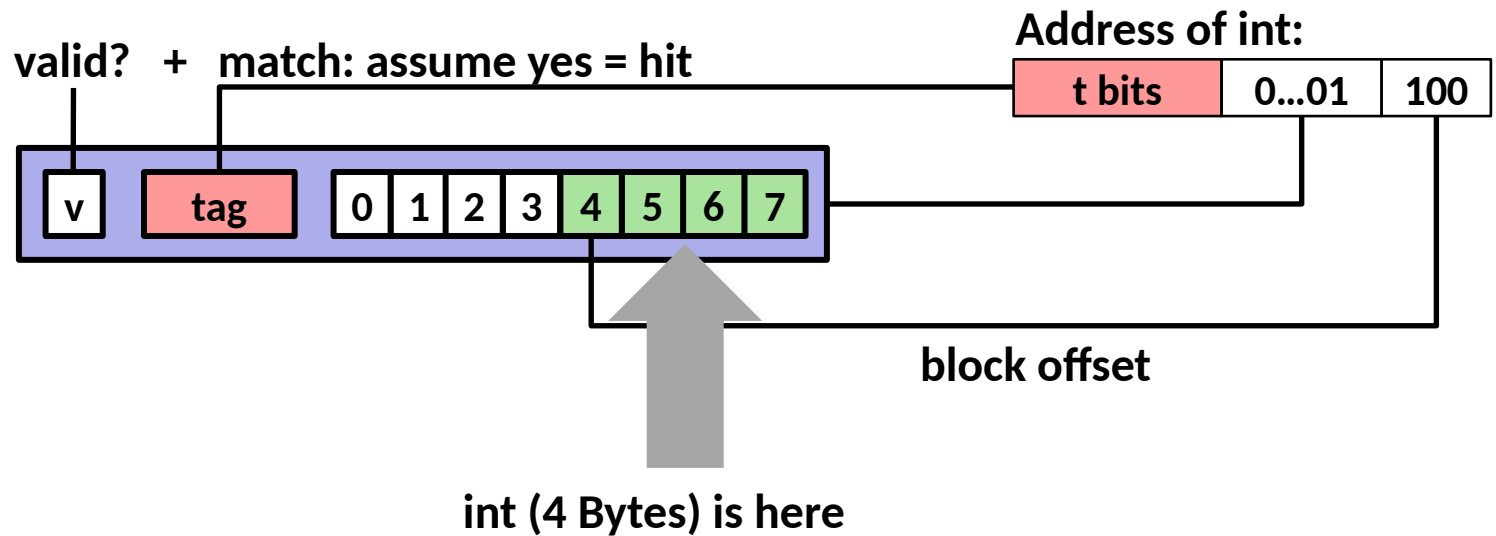 Address of int:
valid? + match: assume yes = hit
t bits 0...01 100
v tag 0 1 2 3 4 5 6 7
block offset
int (4 Bytes) is here